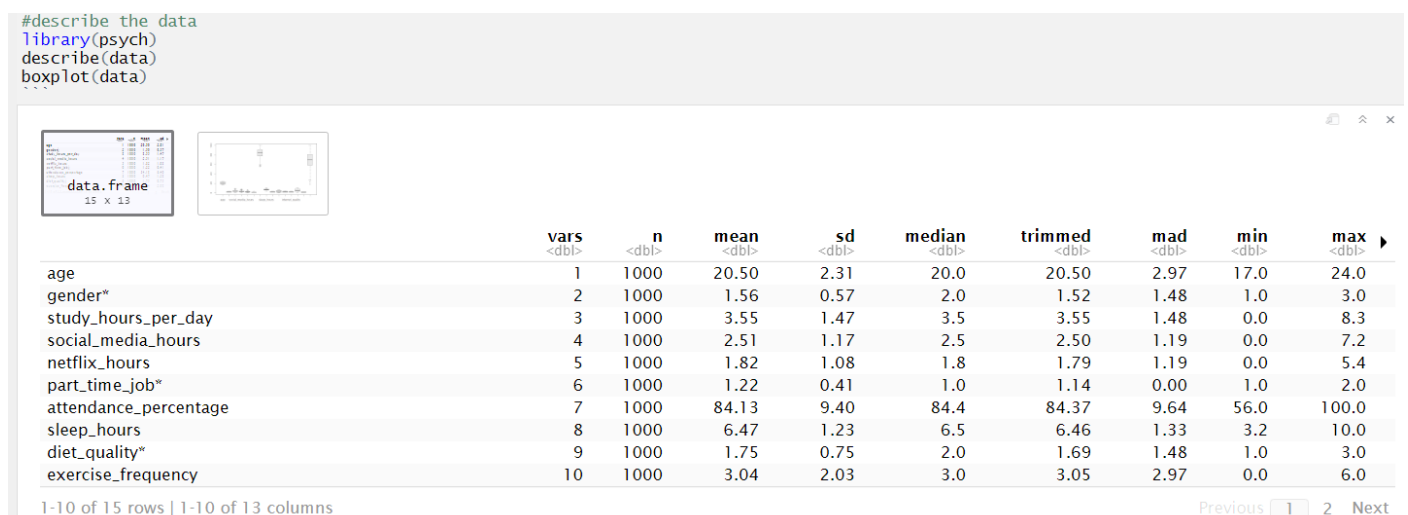 #describe the data
library(psych)
describe(data)
boxplot(data)
```
data.frame
15 x 13
vars n mean sd median trimmed mad min max
<dbl> <dbl> <dbl> <dbl> <dbl> <dbl> <dbl> <dbl> <dbl>
age 1 1000 20.50 2.31 20.0 20.50 2.97 17.0 24.0
gender* 2 1000 1.56 0.57 2.0 1.52 1.48 1.0 3.0
study_hours_per_day 3 1000 3.55 1.47 3.5 3.55 1.48 0.0 8.3
social_media_hours 4 1000 2.51 1.17 2.5 2.50 1.19 0.0 7.2
netflix_hours 5 1000 1.82 1.08 1.8 1.79 1.19 0.0 5.4
part_time_job* 6 1000 1.22 0.41 1.0 1.14 0.00 1.0 2.0
attendance_percentage 7 1000 84.13 9.40 84.4 84.37 9.64 56.0 100.0
sleep_hours 8 1000 6.47 1.23 6.5 6.46 1.33 3.2 10.0
diet_quality* 9 1000 1.75 0.75 2.0 1.69 1.48 1.0 3.0
exercise_frequency 10 1000 3.04 2.03 3.0 3.05 2.97 0.0 6.0
1-10 of 15 rows | 1-10 of 13 columns Previous 1 2 Next